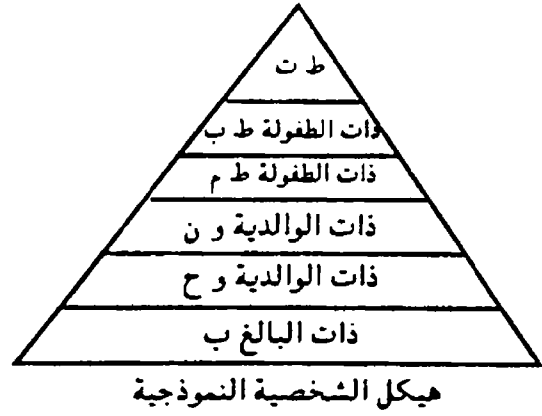 ط ت
ذات الطفولة ط ب
ذات الطفولة ط م
ذات الوالدية و ن
ذات الوالدية و ح
ذات البالغ ب
هيكل الشخصية النموذجية